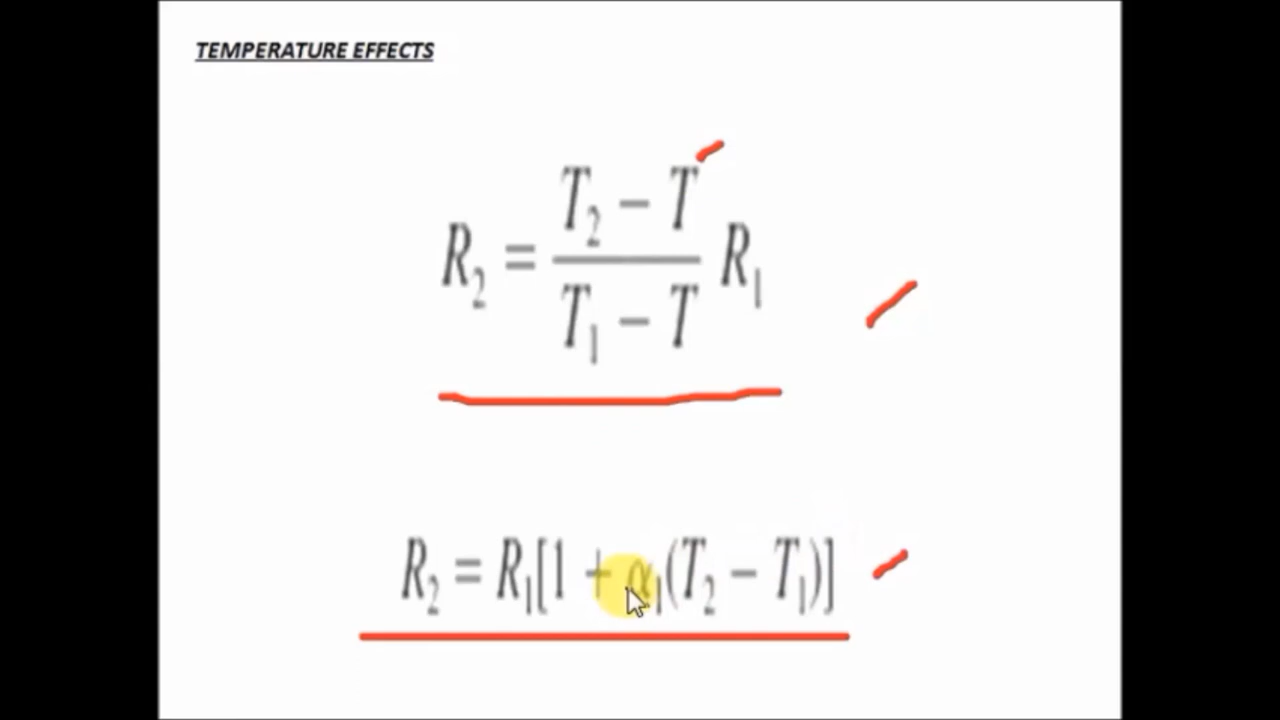 TEMPERATURE EFFECTS
R₂ = (T₂ − T) / (T₁ − T) R₁
R₂ = R₁[1 + α₁(T₂ − T₁)]